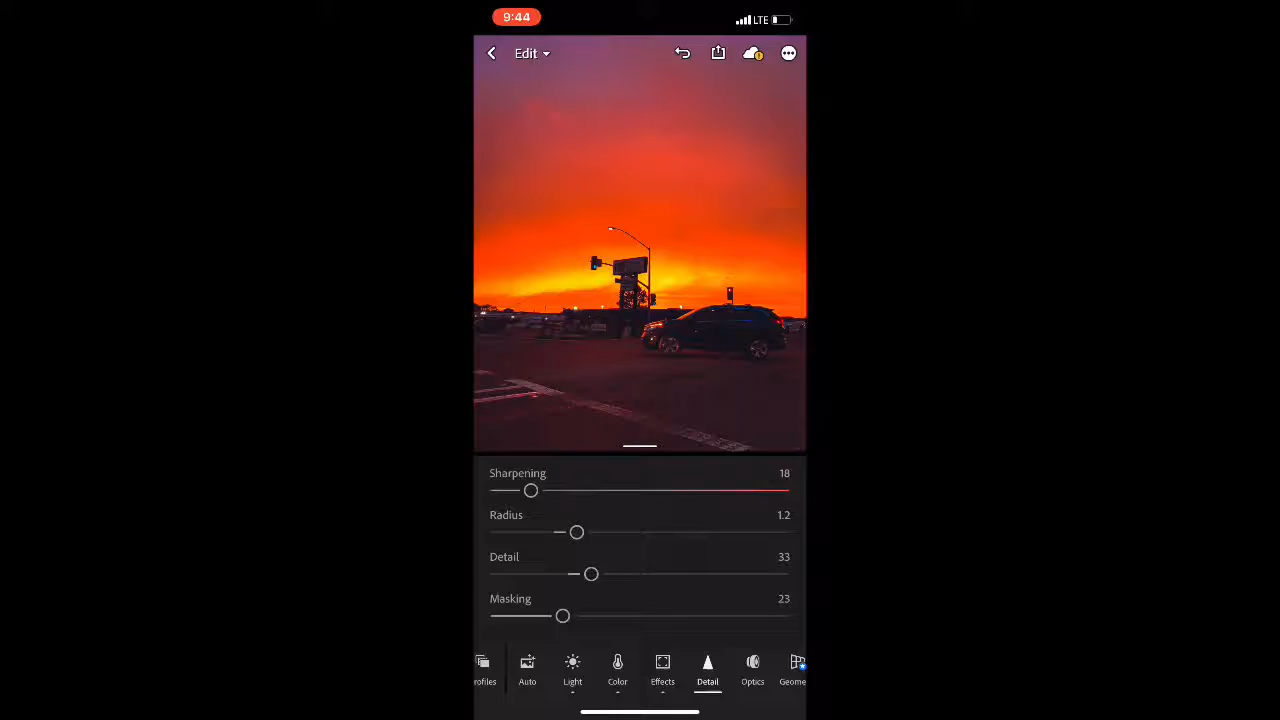 9:44 LTE
Edit
Sharpening 18
Radius 1.2
Detail 33
Masking 23
rofiles Auto Light Color Effects Detail Optics Geome